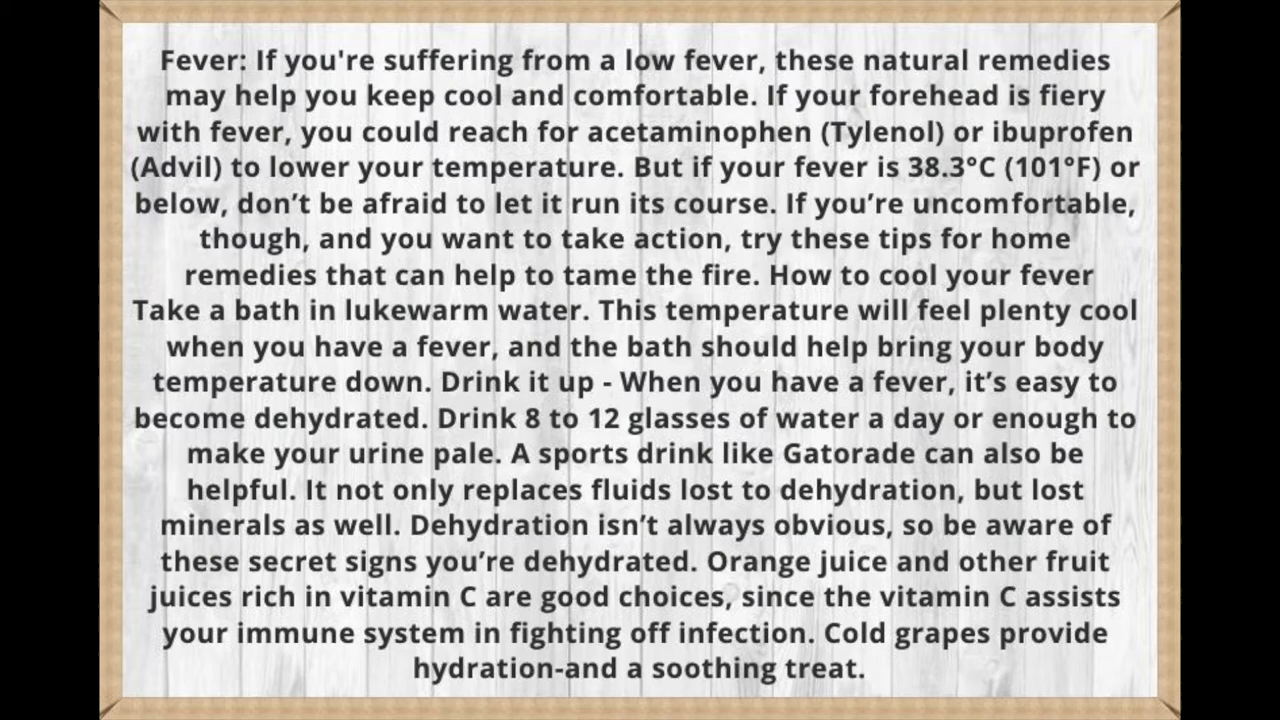 Fever: If you're suffering from a low fever, these natural remedies
may help you keep cool and comfortable. If your forehead is fiery
with fever, you could reach for acetaminophen (Tylenol) or ibuprofen
(Advil) to lower your temperature. But if your fever is 38.3°C (101°F) or
below, don’t be afraid to let it run its course. If you’re uncomfortable,
though, and you want to take action, try these tips for home
remedies that can help to tame the fire. How to cool your fever
Take a bath in lukewarm water. This temperature will feel plenty cool
when you have a fever, and the bath should help bring your body
temperature down. Drink it up - When you have a fever, it’s easy to
become dehydrated. Drink 8 to 12 glasses of water a day or enough to
make your urine pale. A sports drink like Gatorade can also be
helpful. It not only replaces fluids lost to dehydration, but lost
minerals as well. Dehydration isn’t always obvious, so be aware of
these secret signs you’re dehydrated. Orange juice and other fruit
juices rich in vitamin C are good choices, since the vitamin C assists
your immune system in fighting off infection. Cold grapes provide
hydration-and a soothing treat.